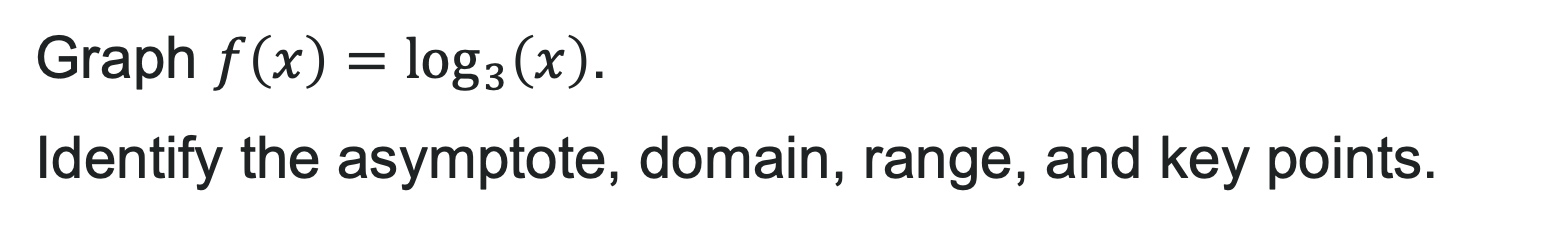 Graph f(x) = log₃(x).
Identify the asymptote, domain, range, and key points.